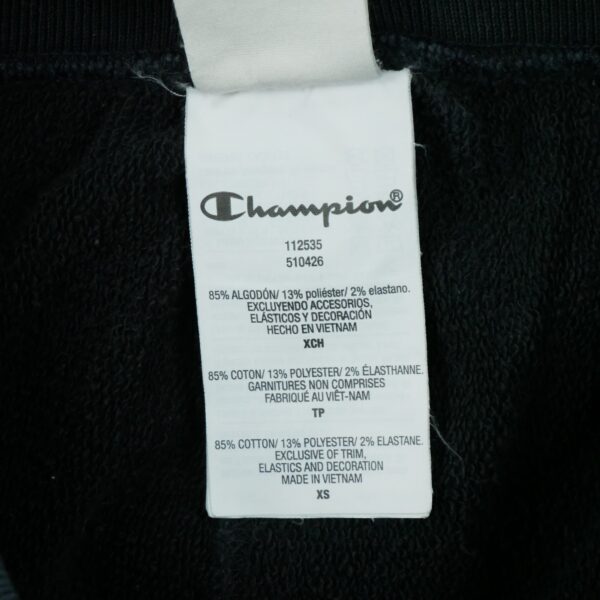 Champion®
112535
510426
85% ALGODÓN/ 13% poliéster/ 2% elastano.
EXCLUYENDO ACCESORIOS,
ELÁSTICOS Y DECORACIÓN
HECHO EN VIETNAM
XCH
85% COTON/ 13% POLYESTER/ 2% ÉLASTHANNE.
GARNITURES NON COMPRISES
FABRIQUÉ AU VIÊT-NAM
TP
85% COTTON/ 13% POLYESTER/ 2% ELASTANE.
EXCLUSIVE OF TRIM,
ELASTICS AND DECORATION
MADE IN VIETNAM
XS